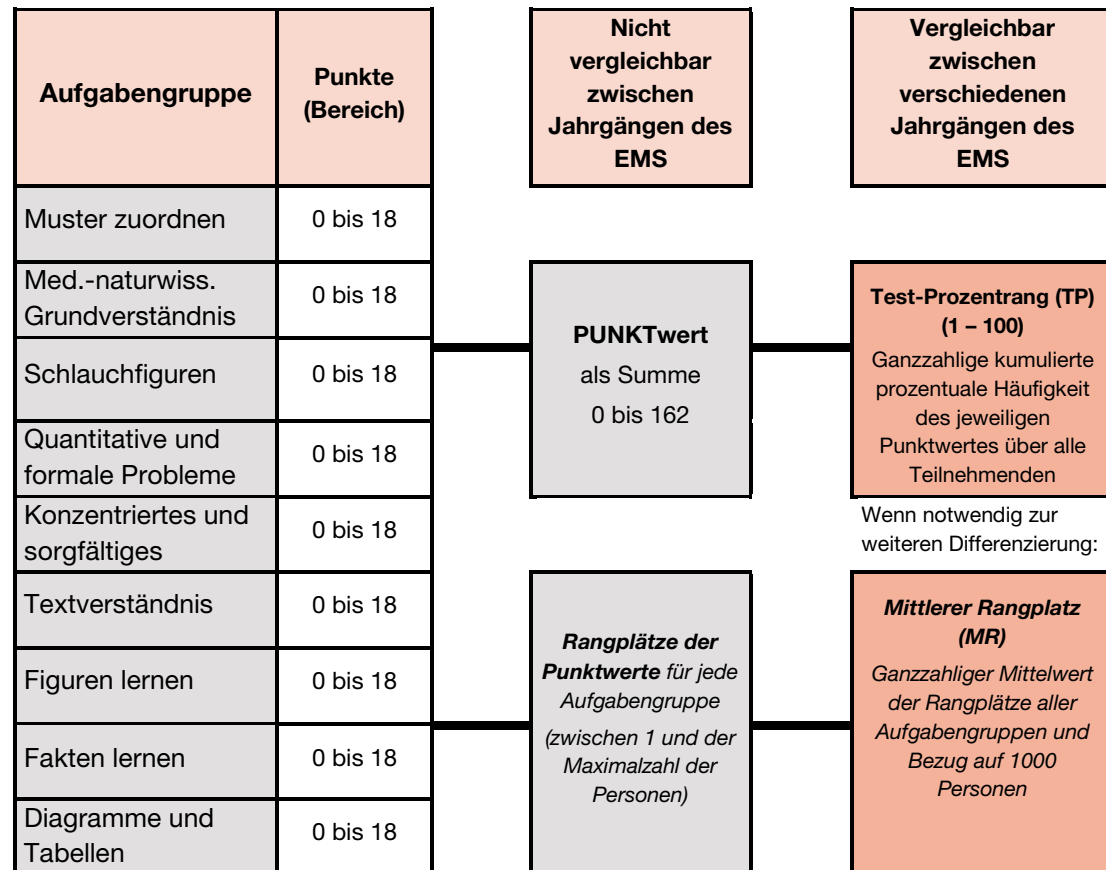 Aufgabengruppe
Punkte
(Bereich)
Muster zuordnen
0 bis 18
Med.-naturwiss.
Grundverständnis
0 bis 18
Schlauchfiguren
0 bis 18
Quantitative und
formale Probleme
0 bis 18
Konzentriertes und
sorgfältiges
0 bis 18
Textverständnis
0 bis 18
Figuren lernen
0 bis 18
Fakten lernen
0 bis 18
Diagramme und
Tabellen
0 bis 18
Nicht
vergleichbar
zwischen
Jahrgängen des
EMS
PUNKTwert
als Summe
0 bis 162
Rangplätze der
Punktwerte für jede
Aufgabengruppe
(zwischen 1 und der
Maximalzahl der
Personen)
Vergleichbar
zwischen
verschiedenen
Jahrgängen des
EMS
Test-Prozentrang (TP)
(1 – 100)
Ganzzahlige kumulierte
prozentuale Häufigkeit
des jeweiligen
Punktwertes über alle
Teilnehmenden
Wenn notwendig zur
weiteren Differenzierung:
Mittlerer Rangplatz
(MR)
Ganzzahliger Mittelwert
der Rangplätze aller
Aufgabengruppen und
Bezug auf 1000
Personen